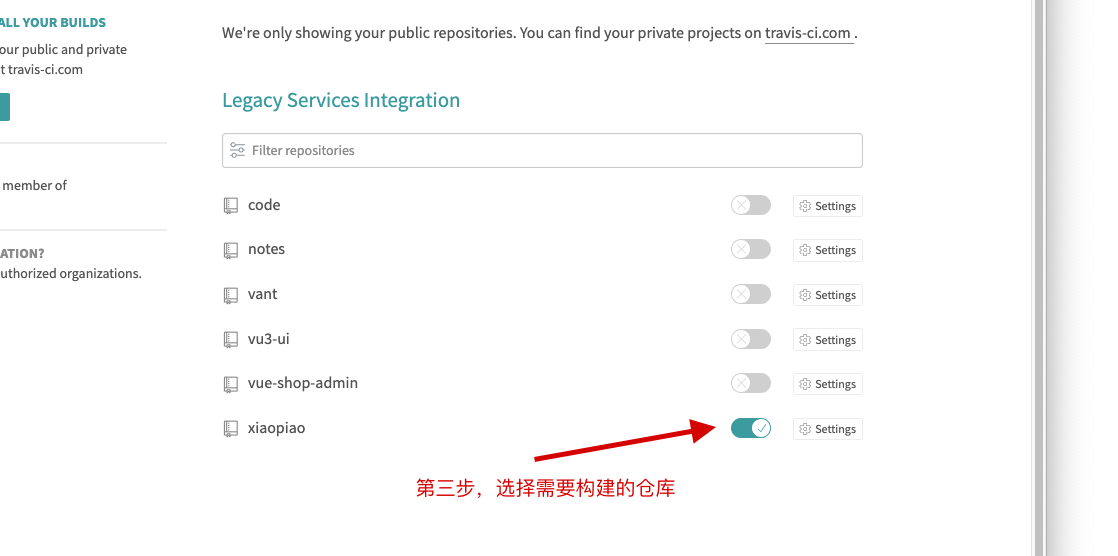 ALL YOUR BUILDS
our public and private
t travis-ci.com
member of
ATION?
uthorized organizations.
We're only showing your public repositories. You can find your private projects on travis-ci.com .
Legacy Services Integration
Filter repositories
code Settings
notes Settings
vant Settings
vu3-ui Settings
vue-shop-admin Settings
xiaopiao Settings
第三步，选择需要构建的仓库